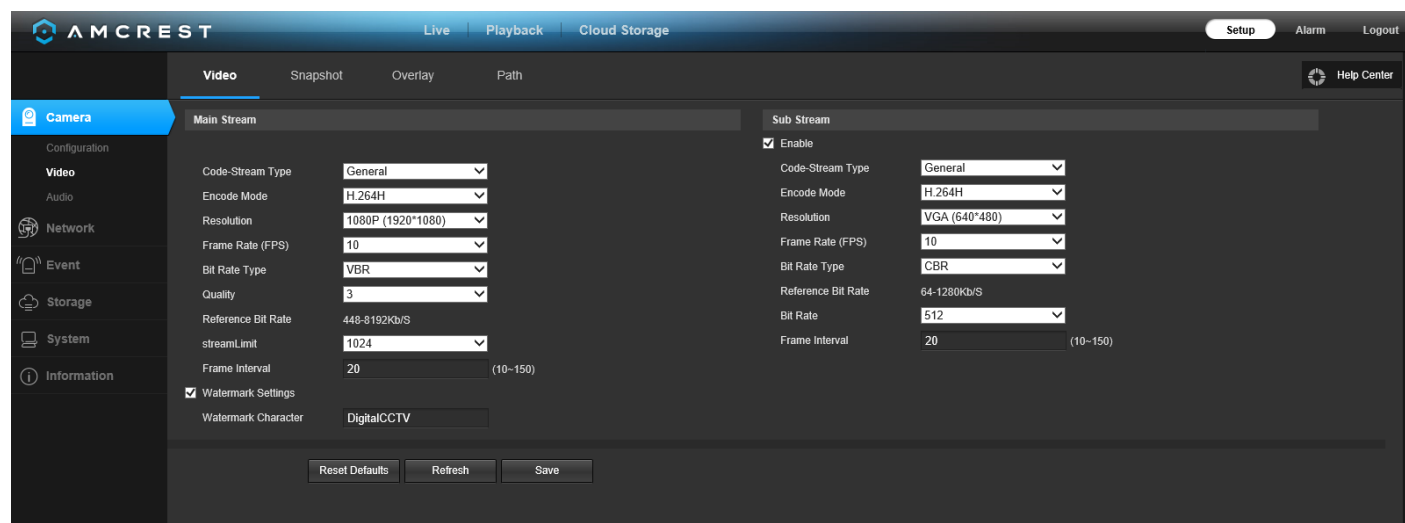 AMCREST Live Playback Cloud Storage Setup Alarm Logout
Video Snapshot Overlay Path Help Center
Camera
Configuration
Video
Audio
Network
Event
Storage
System
Information
Main Stream
Code-Stream Type General
Encode Mode H.264H
Resolution 1080P (1920*1080)
Frame Rate (FPS) 10
Bit Rate Type VBR
Quality 3
Reference Bit Rate 448-8192Kb/S
streamLimit 1024
Frame Interval 20 (10~150)
Watermark Settings
Watermark Character DigitalCCTV
Sub Stream
Enable
Code-Stream Type General
Encode Mode H.264H
Resolution VGA (640*480)
Frame Rate (FPS) 10
Bit Rate Type CBR
Reference Bit Rate 64-1280Kb/S
Bit Rate 512
Frame Interval 20 (10~150)
Reset Defaults Refresh Save